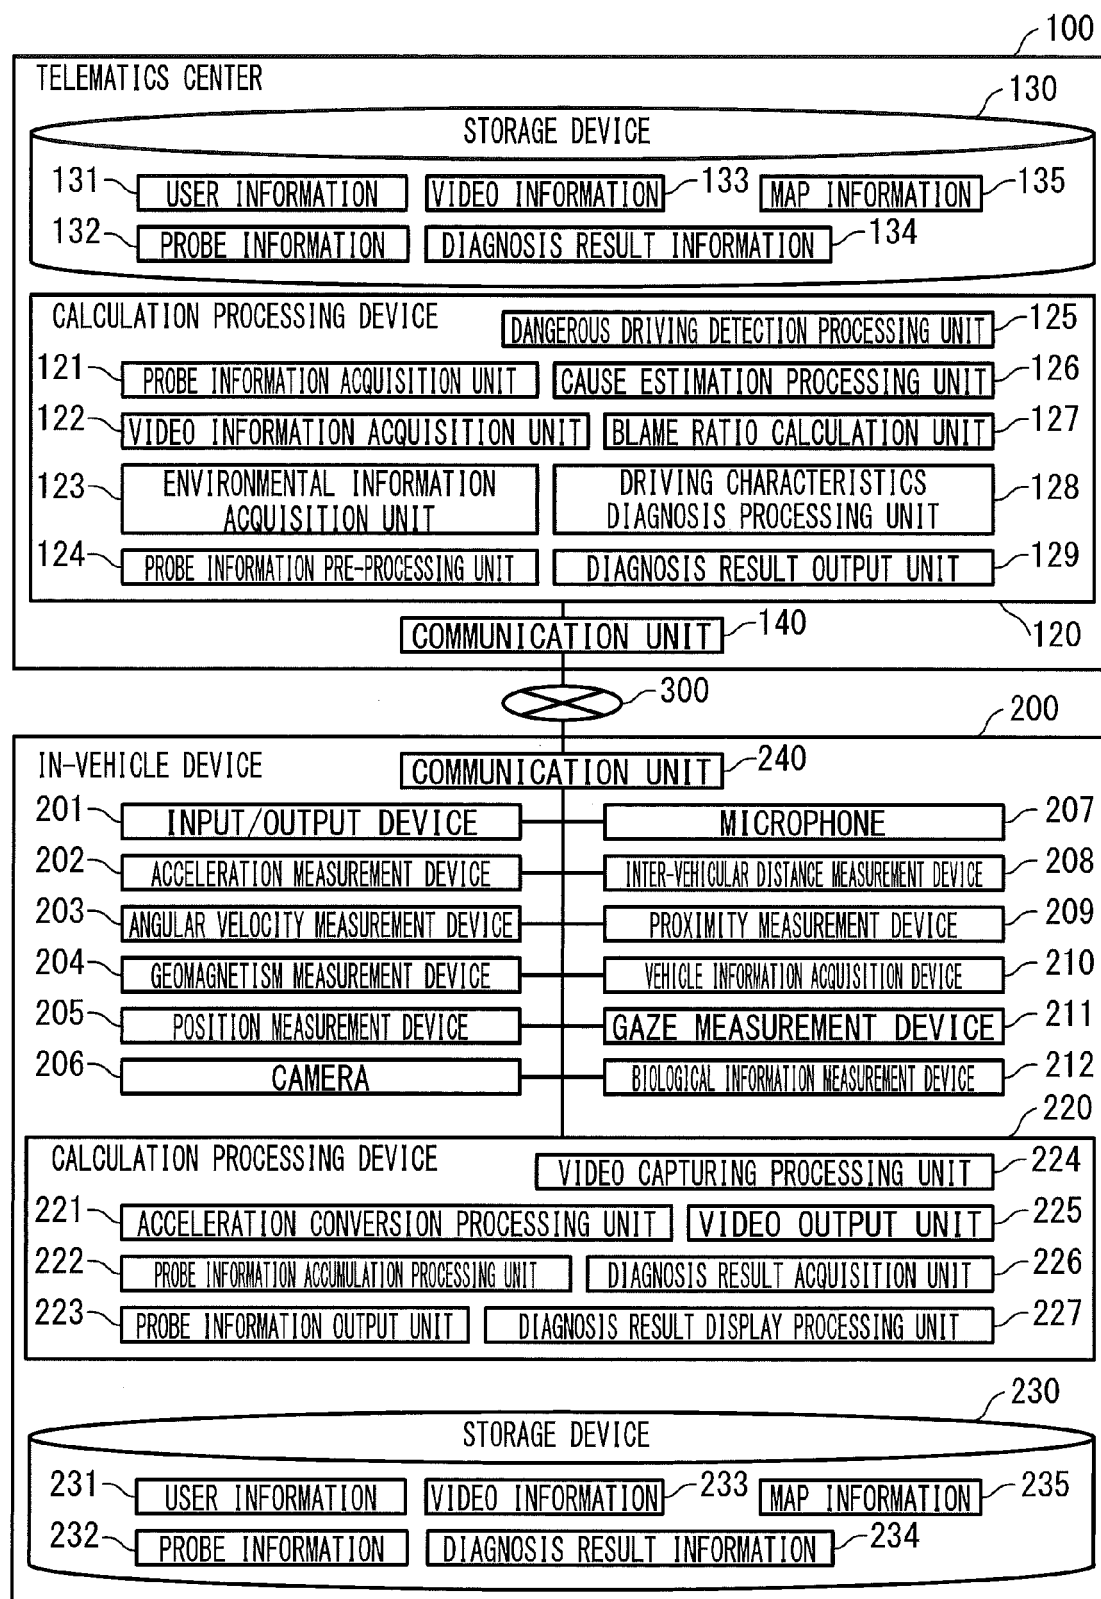 100
TELEMATICS CENTER
130
STORAGE DEVICE
131 USER INFORMATION VIDEO INFORMATION 133 MAP INFORMATION 135
132 PROBE INFORMATION DIAGNOSIS RESULT INFORMATION 134
CALCULATION PROCESSING DEVICE
DANGEROUS DRIVING DETECTION PROCESSING UNIT 125
121 PROBE INFORMATION ACQUISITION UNIT CAUSE ESTIMATION PROCESSING UNIT 126
122 VIDEO INFORMATION ACQUISITION UNIT BLAME RATIO CALCULATION UNIT 127
123 ENVIRONMENTAL INFORMATION
ACQUISITION UNIT
DRIVING CHARACTERISTICS
DIAGNOSIS PROCESSING UNIT 128
124 PROBE INFORMATION PRE-PROCESSING UNIT DIAGNOSIS RESULT OUTPUT UNIT 129
COMMUNICATION UNIT 140 120
300
200
IN-VEHICLE DEVICE COMMUNICATION UNIT 240
201 INPUT/OUTPUT DEVICE MICROPHONE 207
202 ACCELERATION MEASUREMENT DEVICE INTER-VEHICULAR DISTANCE MEASUREMENT DEVICE 208
203 ANGULAR VELOCITY MEASUREMENT DEVICE PROXIMITY MEASUREMENT DEVICE 209
204 GEOMAGNETISM MEASUREMENT DEVICE VEHICLE INFORMATION ACQUISITION DEVICE 210
205 POSITION MEASUREMENT DEVICE GAZE MEASUREMENT DEVICE 211
206 CAMERA BIOLOGICAL INFORMATION MEASUREMENT DEVICE 212
220
CALCULATION PROCESSING DEVICE
VIDEO CAPTURING PROCESSING UNIT 224
221 ACCELERATION CONVERSION PROCESSING UNIT VIDEO OUTPUT UNIT 225
222 PROBE INFORMATION ACCUMULATION PROCESSING UNIT DIAGNOSIS RESULT ACQUISITION UNIT 226
223 PROBE INFORMATION OUTPUT UNIT DIAGNOSIS RESULT DISPLAY PROCESSING UNIT 227
230
STORAGE DEVICE
231 USER INFORMATION VIDEO INFORMATION 233 MAP INFORMATION 235
232 PROBE INFORMATION DIAGNOSIS RESULT INFORMATION 234